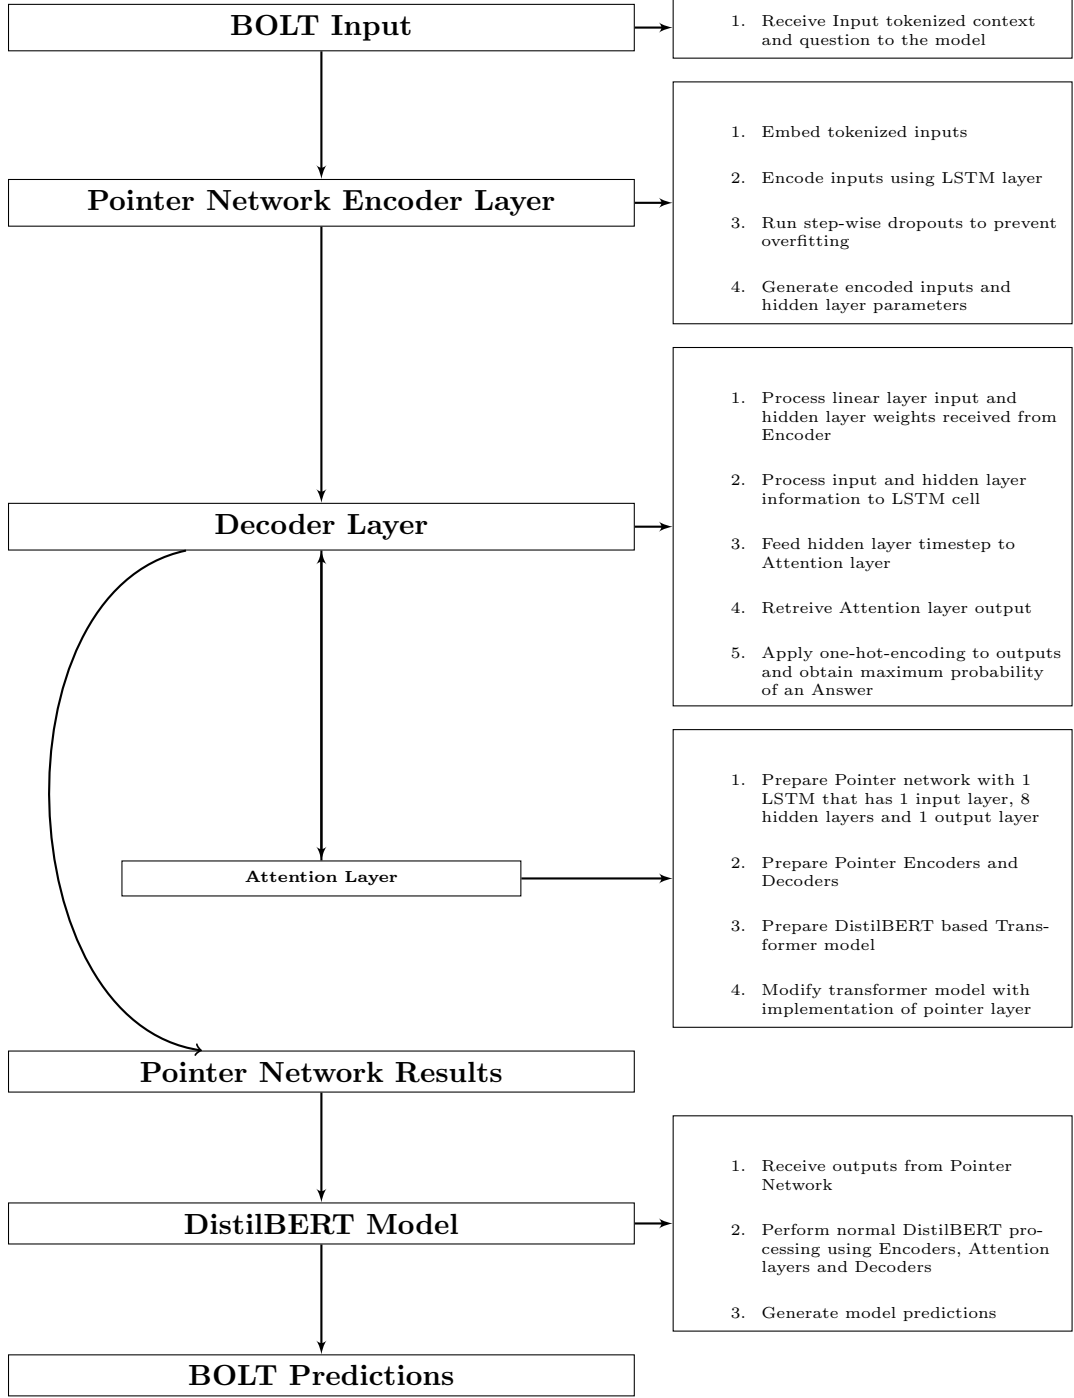 BOLT Input
1. Receive Input tokenized context
and question to the model
Pointer Network Encoder Layer
1. Embed tokenized inputs
2. Encode inputs using LSTM layer
3. Run step-wise dropouts to prevent
overfitting
4. Generate encoded inputs and
hidden layer parameters
Decoder Layer
1. Process linear layer input and
hidden layer weights received from
Encoder
2. Process input and hidden layer
information to LSTM cell
3. Feed hidden layer timestep to
Attention layer
4. Retreive Attention layer output
5. Apply one-hot-encoding to outputs
and obtain maximum probability
of an Answer
Attention Layer
1. Prepare Pointer network with 1
LSTM that has 1 input layer, 8
hidden layers and 1 output layer
2. Prepare Pointer Encoders and
Decoders
3. Prepare DistilBERT based Trans-
former model
4. Modify transformer model with
implementation of pointer layer
Pointer Network Results
DistilBERT Model
1. Receive outputs from Pointer
Network
2. Perform normal DistilBERT pro-
cessing using Encoders, Attention
layers and Decoders
3. Generate model predictions
BOLT Predictions